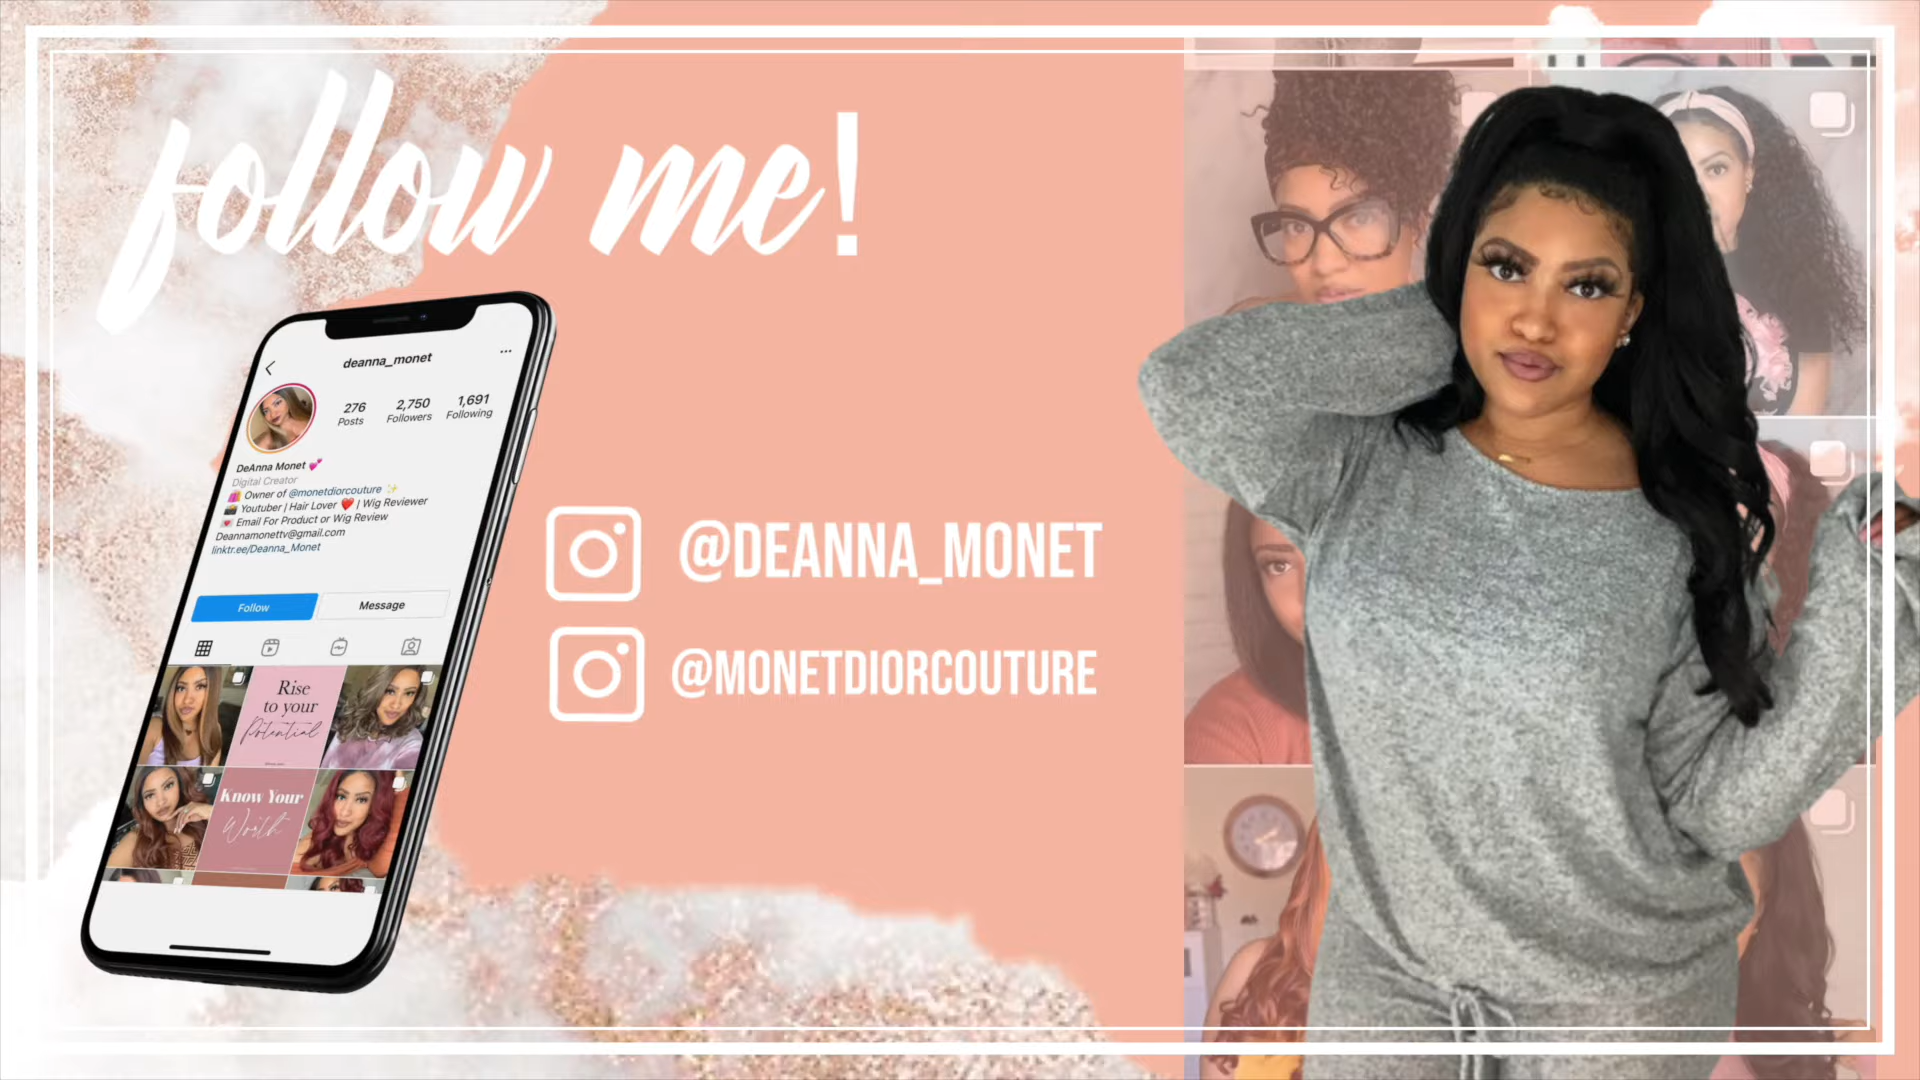 follow me!
deanna_monet
276
2,750
1,691
Posts
Followers
Following
DeAnna Monet 💕
Digital Creator
🛍️ Owner of @monetdiorcouture ✨
📸 Youtuber | Hair Lover ❤️ | Wig Reviewer
💌 Email For Product or Wig Review
Deannamonettv@gmail.com
linktr.ee/Deanna_Monet
Follow
Message
Rise
to your
Potential
Know Your
Worth
@DEANNA_MONET
@MONETDIORCOUTURE